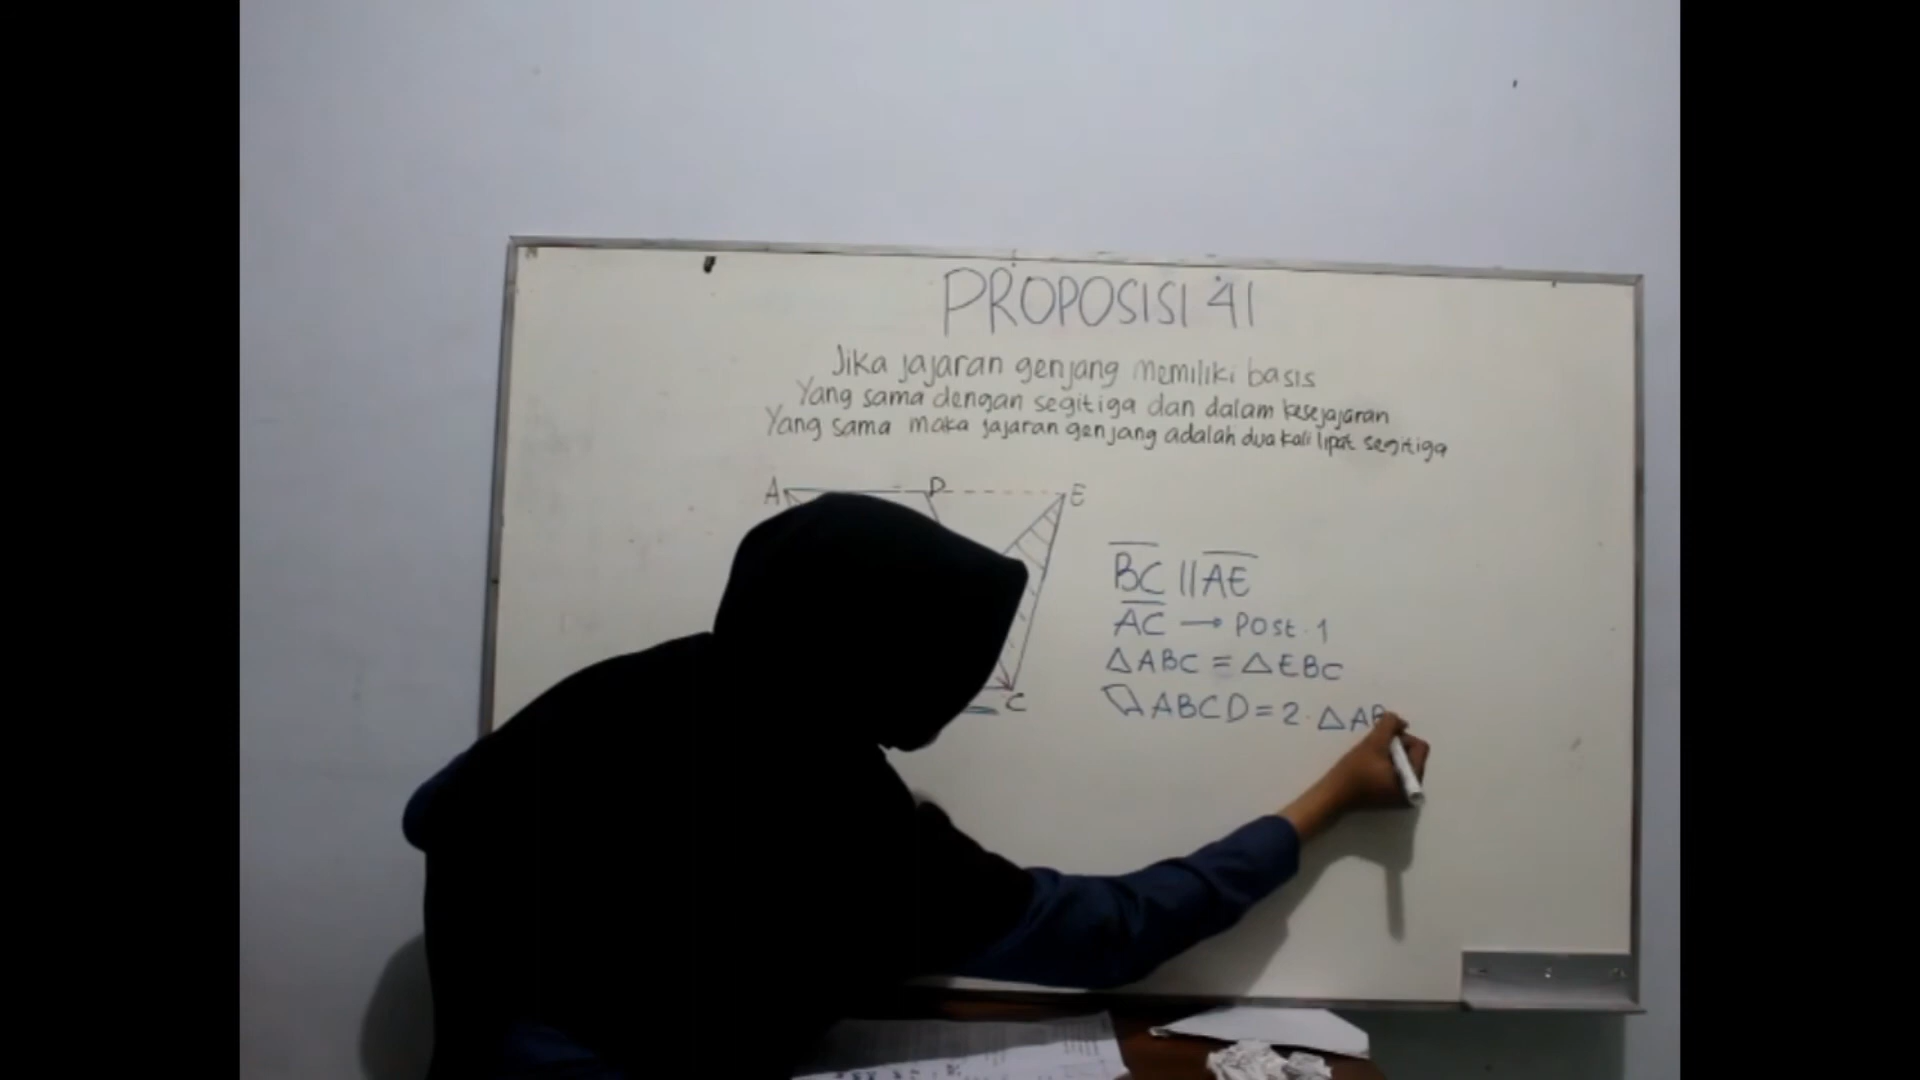 PROPOSISI 41
Jika jajaran genjang memiliki basis
Yang sama dengan segitiga dan dalam kesejajaran
Yang sama maka jajaran genjang adalah dua kali lipat segitiga
A D E
C
BC || AE
AC → Post. 1
△ABC = △EBC
▱ABCD = 2. △AB